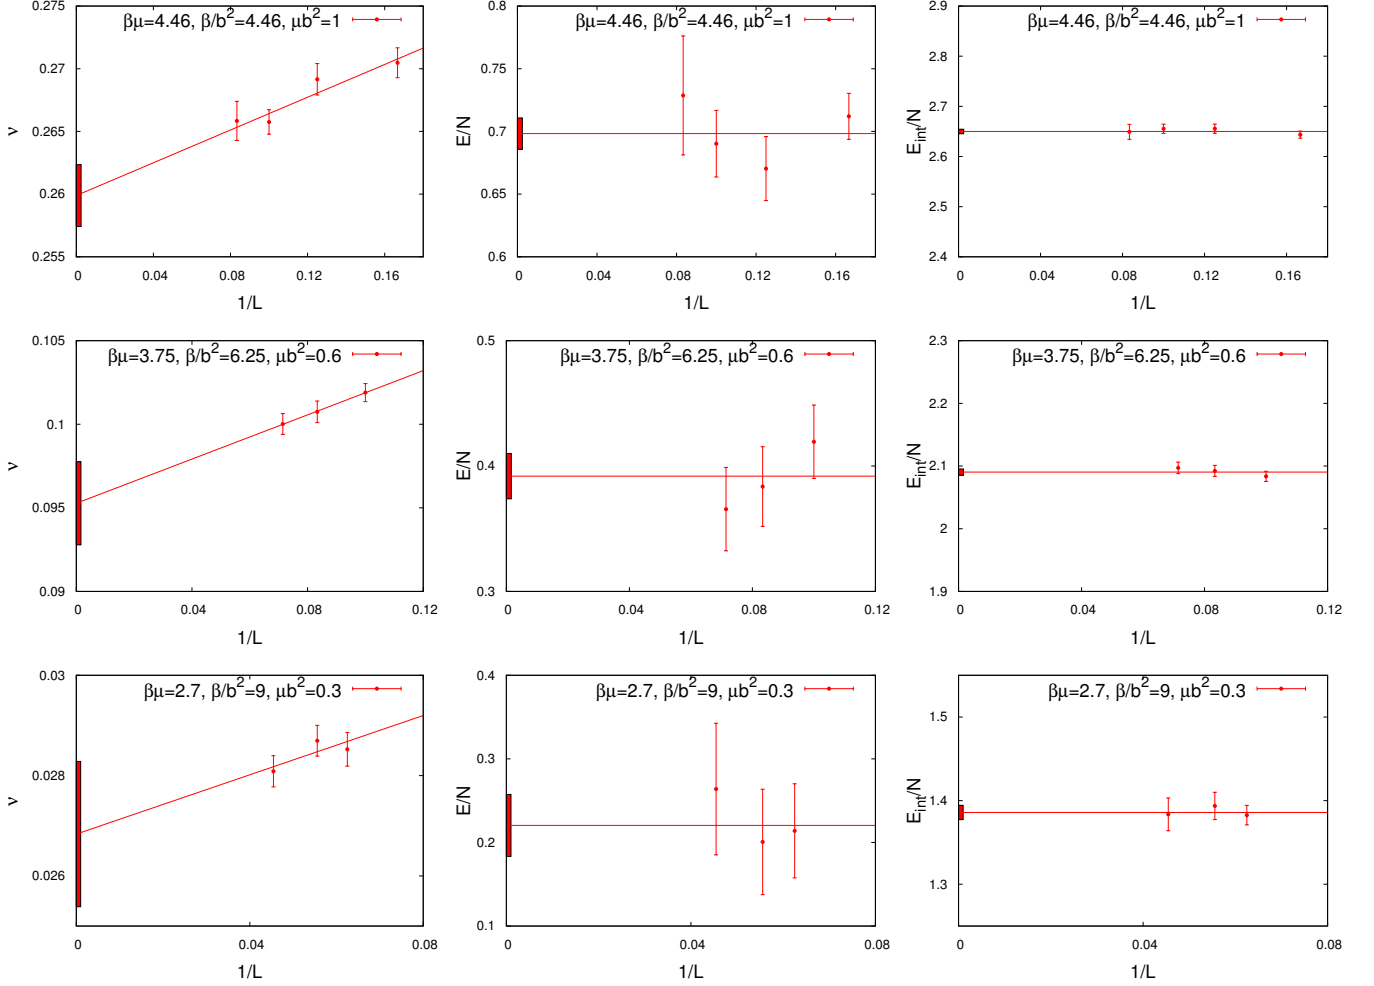 βμ=4.46, β/b²=4.46, μb²=1
ν
0.275
0.27
0.265
0.26
0.255
0 0.04 0.08 0.12 0.16
1/L
βμ=4.46, β/b²=4.46, μb²=1
E/N
0.8
0.75
0.7
0.65
0.6
0 0.04 0.08 0.12 0.16
1/L
βμ=4.46, β/b²=4.46, μb²=1
E_int/N
2.9
2.8
2.7
2.6
2.5
2.4
0 0.04 0.08 0.12 0.16
1/L
βμ=3.75, β/b²=6.25, μb²=0.6
ν
0.105
0.1
0.095
0.09
0 0.04 0.08 0.12
1/L
βμ=3.75, β/b²=6.25, μb²=0.6
E/N
0.5
0.4
0.3
0 0.04 0.08 0.12
1/L
βμ=3.75, β/b²=6.25, μb²=0.6
E_int/N
2.3
2.2
2.1
2
1.9
0 0.04 0.08 0.12
1/L
βμ=2.7, β/b²=9, μb²=0.3
ν
0.03
0.028
0.026
0 0.04 0.08
1/L
βμ=2.7, β/b²=9, μb²=0.3
E/N
0.4
0.3
0.2
0.1
0 0.04 0.08
1/L
βμ=2.7, β/b²=9, μb²=0.3
E_int/N
1.5
1.4
1.3
0 0.04 0.08
1/L